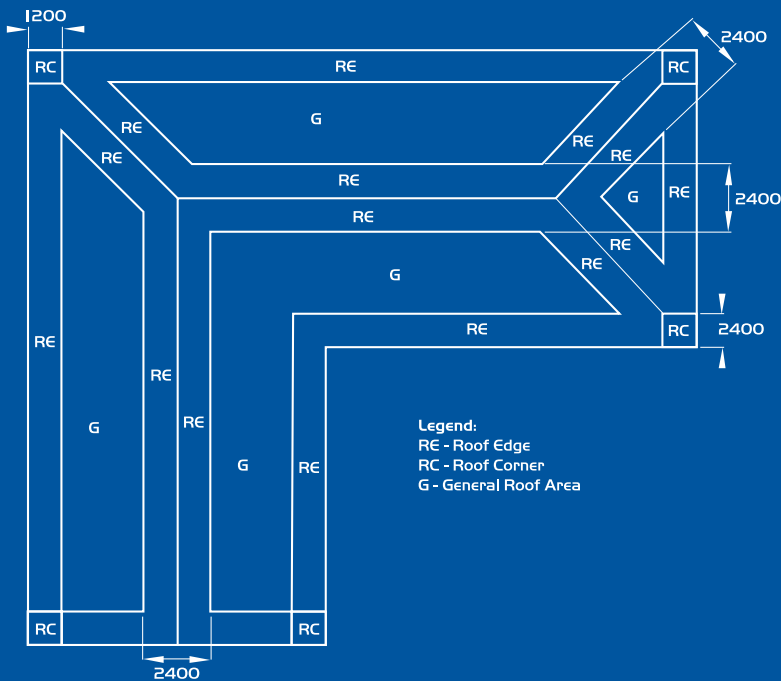 1200
2400
RC
RE
RC
G
RE
RE
RE
RE
RE
2400
G
RE
RE
RE
RE
G
RE
RC
2400
RE
RE
RE
G
Legend:
RE - Roof Edge
RC - Roof Corner
G - General Roof Area
G
RE
RC
RC
2400